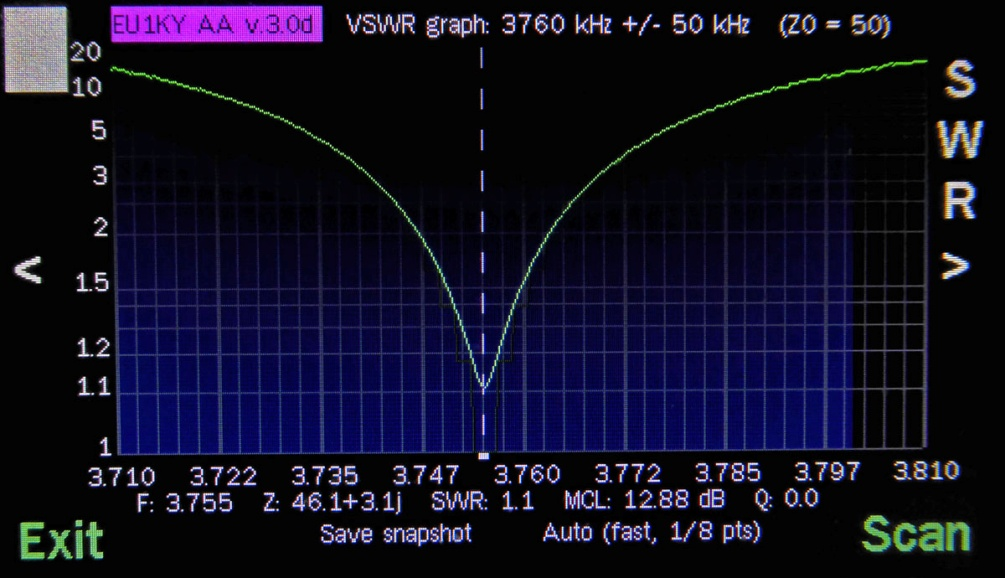 EU1KY AA v.3.0d VSWR graph: 3760 kHz +/- 50 kHz (Z0 = 50)
20
10
5
3
2
1.5
1.2
1.1
1
S
W
R
<
>
3.710 3.722 3.735 3.747 3.760 3.772 3.785 3.797 3.810
F: 3.755 Z: 46.1+3.1j SWR: 1.1 MCL: 12.88 dB Q: 0.0
Exit Save snapshot Auto (fast, 1/8 pts) Scan